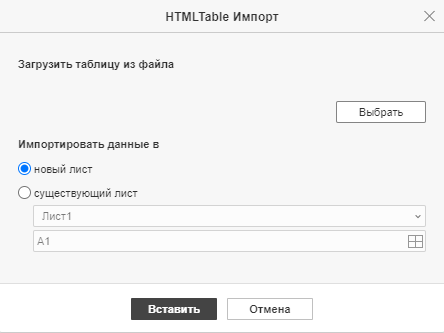 HTMLTable Импорт
Загрузить таблицу из файла
Выбрать
Импортировать данные в
новый лист
существующий лист
Лист1
A1
Вставить
Отмена